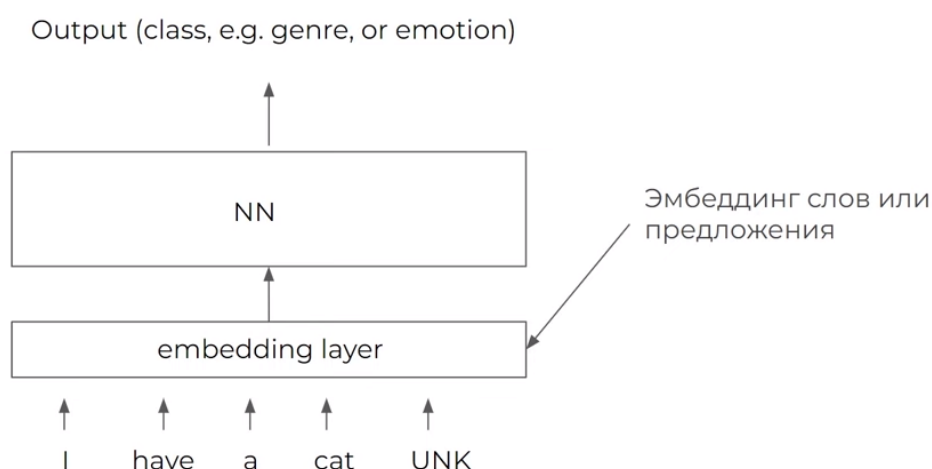 Output (class, e.g. genre, or emotion)
NN
Эмбеддинг слов или
предложения
embedding layer
I have a cat UNK